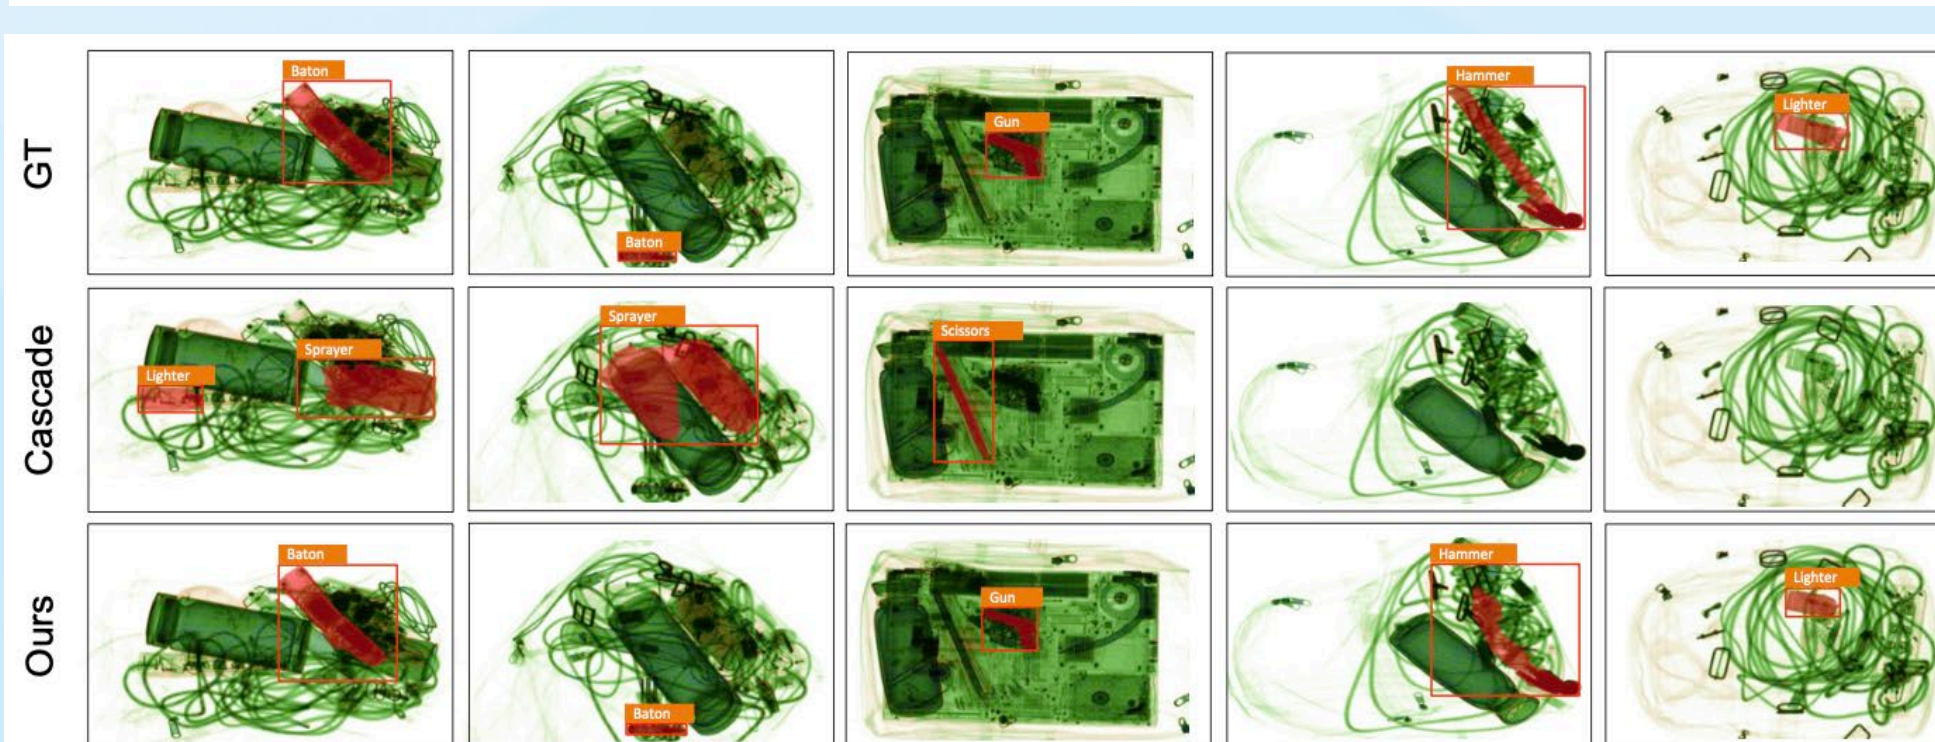 GT
Baton
Baton
Gun
Hammer
Lighter
Cascade
Lighter
Sprayer
Sprayer
Scissors
Ours
Baton
Baton
Gun
Hammer
Lighter